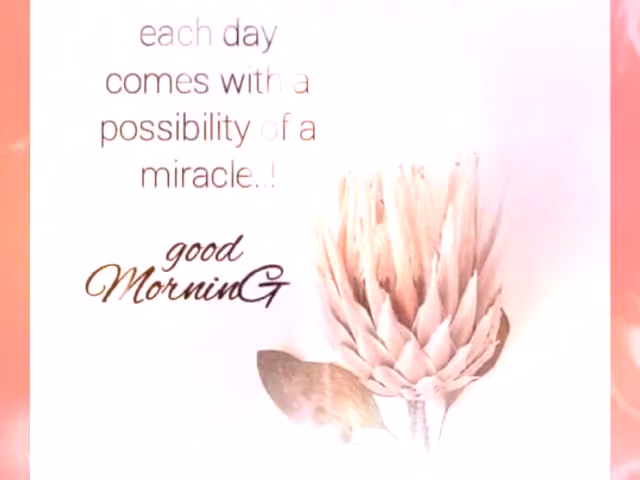 each day
comes with a
possibility of a
miracle..!
good
MorninG